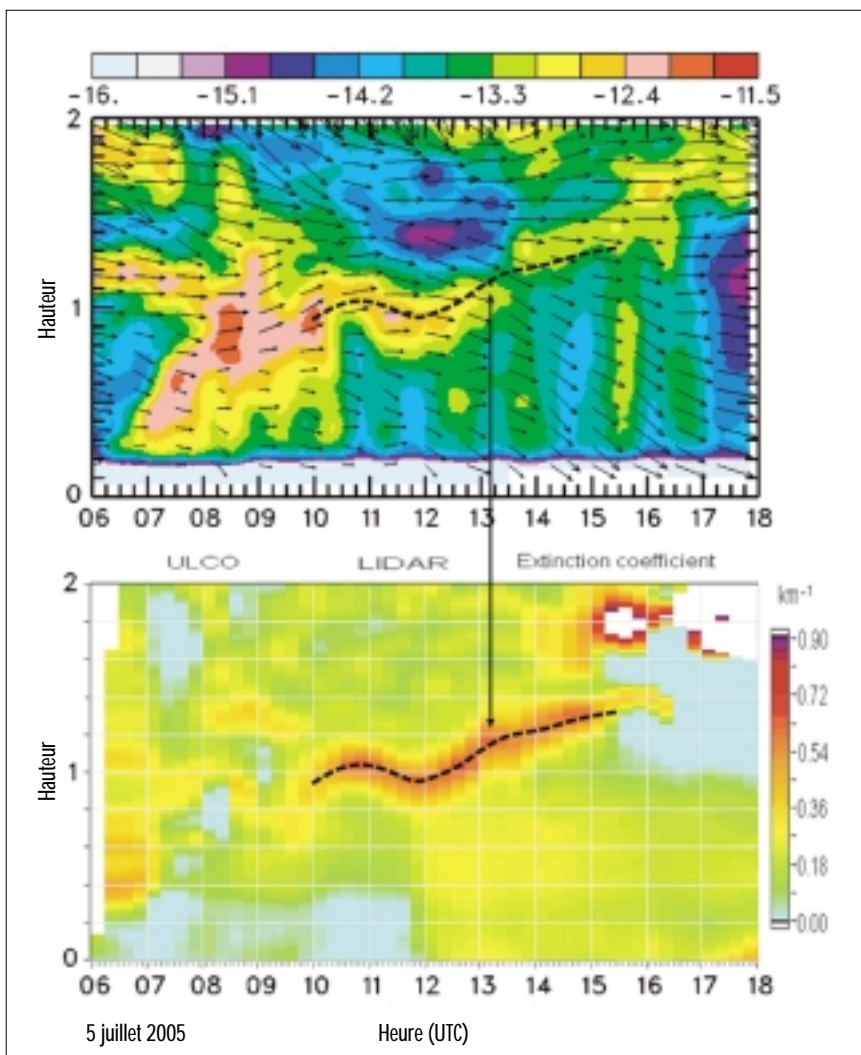 -16. -15.1 -14.2 -13.3 -12.4 -11.5
2
Hauteur
1
0
06 07 08 09 10 11 12 13 14 15 16 17 18
ULCO LIDAR Extinction coefficient
km⁻¹
2
0.90
0.72
Hauteur
1
0.54
0.36
0.18
0.00
0
06 07 08 09 10 11 12 13 14 15 16 17 18
5 juillet 2005 Heure (UTC)